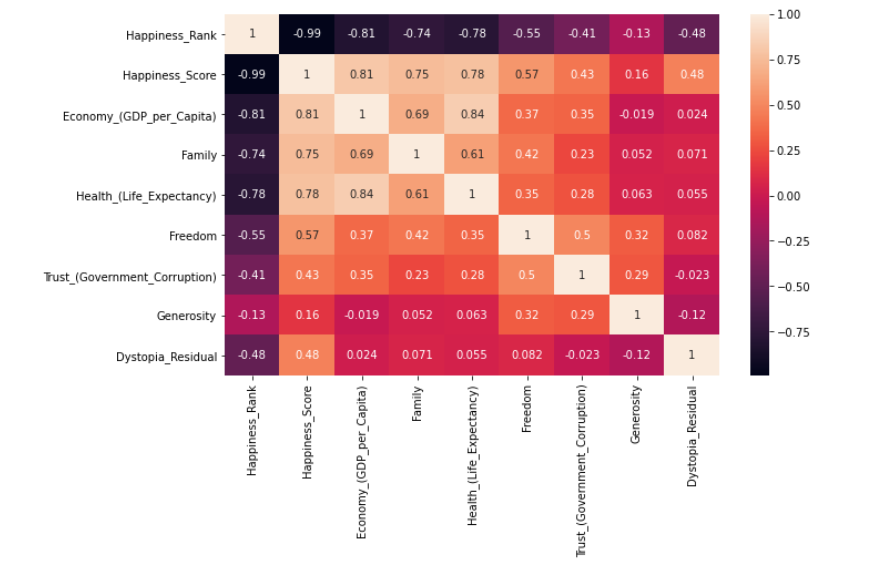 Happiness_Rank 1 -0.99 -0.81 -0.74 -0.78 -0.55 -0.41 -0.13 -0.48
Happiness_Score -0.99 1 0.81 0.75 0.78 0.57 0.43 0.16 0.48
Economy_(GDP_per_Capita) -0.81 0.81 1 0.69 0.84 0.37 0.35 -0.019 0.024
Family -0.74 0.75 0.69 1 0.61 0.42 0.23 0.052 0.071
Health_(Life_Expectancy) -0.78 0.78 0.84 0.61 1 0.35 0.28 0.063 0.055
Freedom -0.55 0.57 0.37 0.42 0.35 1 0.5 0.32 0.082
Trust_(Government_Corruption) -0.41 0.43 0.35 0.23 0.28 0.5 1 0.29 -0.023
Generosity -0.13 0.16 -0.019 0.052 0.063 0.32 0.29 1 -0.12
Dystopia_Residual -0.48 0.48 0.024 0.071 0.055 0.082 -0.023 -0.12 1
Happiness_Rank
Happiness_Score
Economy_(GDP_per_Capita)
Family
Health_(Life_Expectancy)
Freedom
Trust_(Government_Corruption)
Generosity
Dystopia_Residual
1.00
0.75
0.50
0.25
0.00
-0.25
-0.50
-0.75